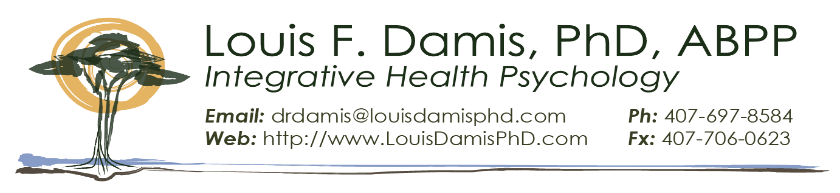 Louis F. Damis, PhD, ABPP
Integrative Health Psychology
Email: drdamis@louisdamisphd.com Ph: 407-697-8584
Web: http://www.LouisDamisPhD.com Fx: 407-706-0623